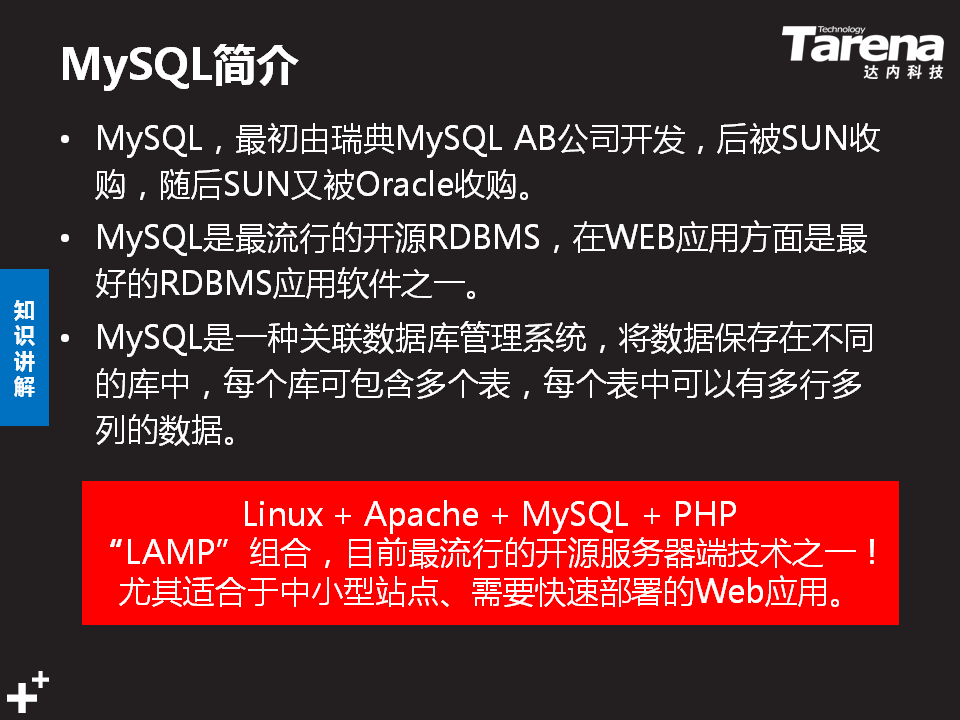 MySQL简介
Technology
Tarena
达内科技
• MySQL，最初由瑞典MySQL AB公司开发，后被SUN收
购，随后SUN又被Oracle收购。
• MySQL是最流行的开源RDBMS，在WEB应用方面是最
好的RDBMS应用软件之一。
知识讲解
• MySQL是一种关联数据库管理系统，将数据保存在不同
的库中，每个库可包含多个表，每个表中可以有多行多
列的数据。
Linux + Apache + MySQL + PHP
“LAMP” 组合，目前最流行的开源服务器端技术之一！
尤其适合于中小型站点、需要快速部署的Web应用。